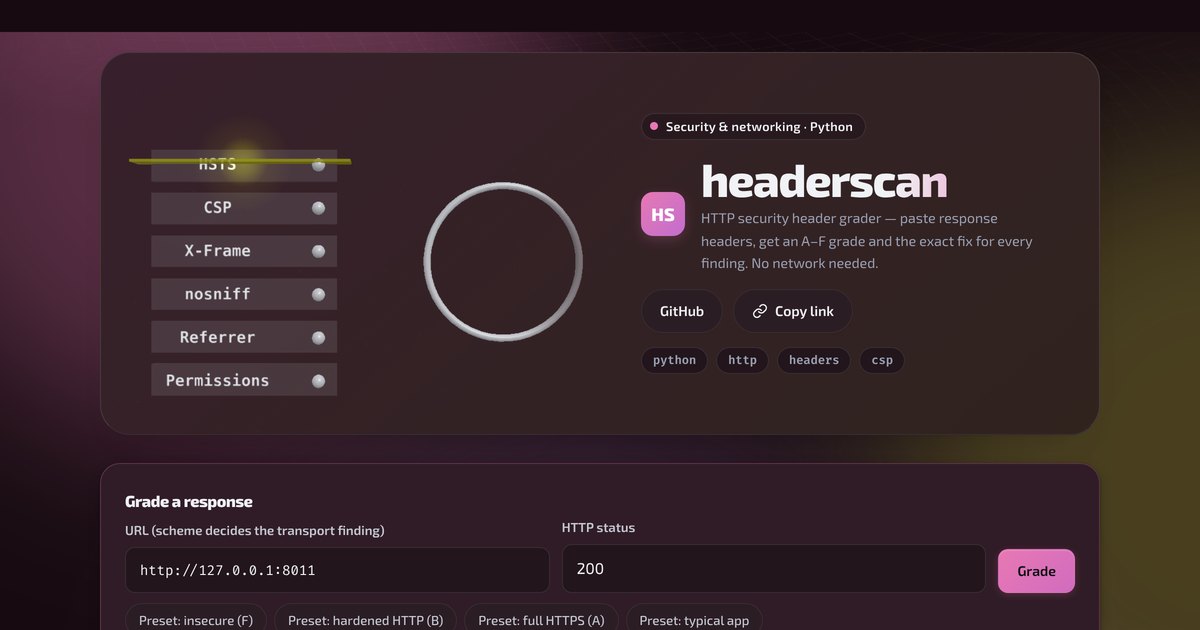 HSTS
CSP
X-Frame
nosniff
Referrer
Permissions
Security & networking · Python
HS
headerscan
HTTP security header grader — paste response
headers, get an A–F grade and the exact fix for every
finding. No network needed.
GitHub
Copy link
python http headers csp
Grade a response
URL (scheme decides the transport finding)
HTTP status
http://127.0.0.1:8011
200
Grade
Preset: insecure (F) Preset: hardened HTTP (B) Preset: full HTTPS (A) Preset: typical app